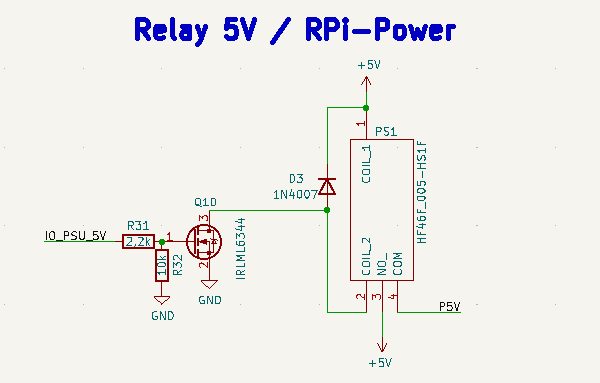 Relay 5V / RPi-Power
+5V
1
PS1
COIL_1
HF46F_005-HS1F
D3
1N4007
Q1D
3
IO_PSU_5V
R31
2,2k
1
IRLML6344
10k
R32
2
GND
GND
COIL_2
NO_
COM
2
3
4
P5V
+5V